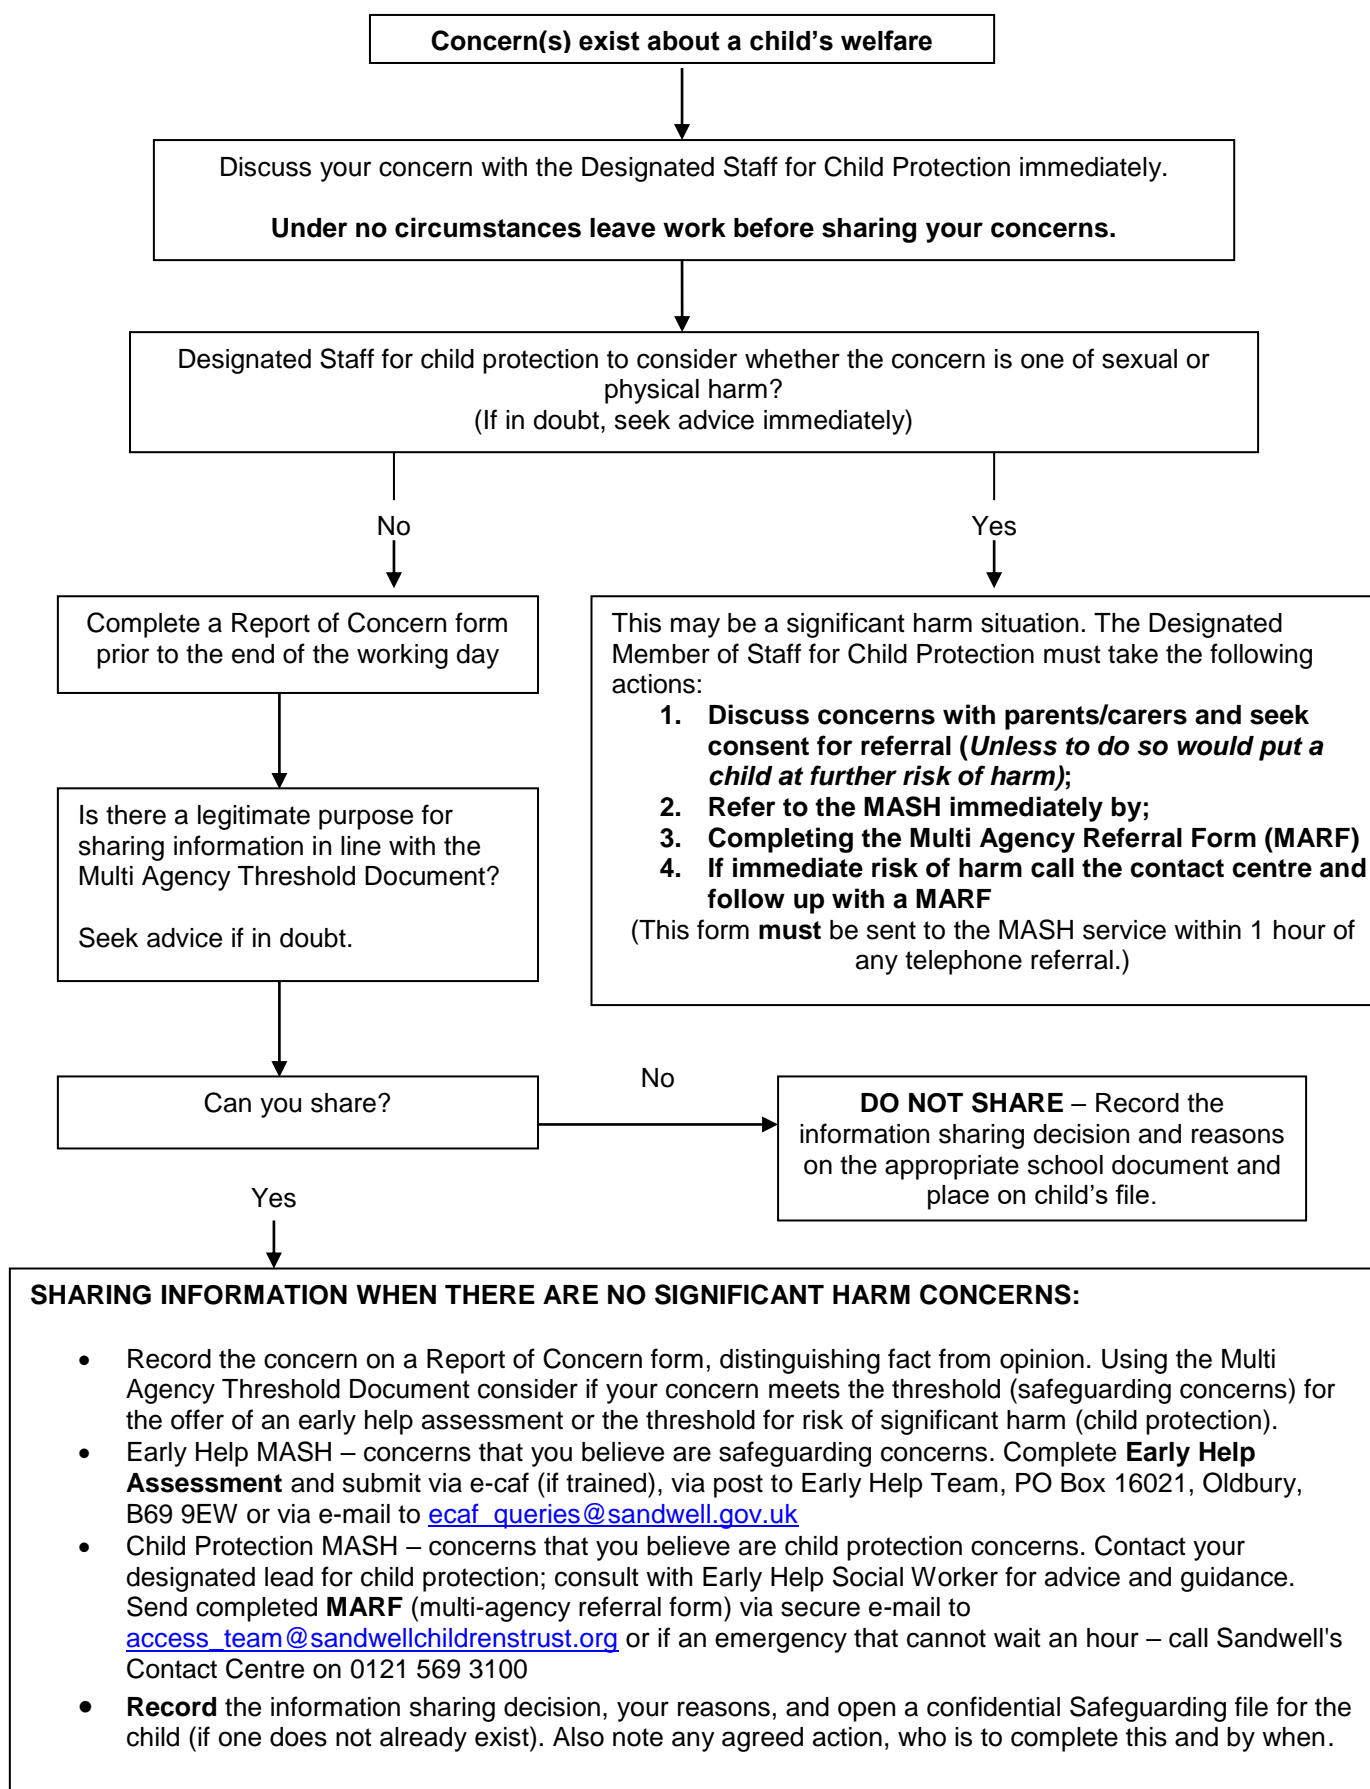 Concern(s) exist about a child’s welfare
Discuss your concern with the Designated Staff for Child Protection immediately.
Under no circumstances leave work before sharing your concerns.
Designated Staff for child protection to consider whether the concern is one of sexual or
physical harm?
(If in doubt, seek advice immediately)
No
Yes
Complete a Report of Concern form
prior to the end of the working day
This may be a significant harm situation. The Designated
Member of Staff for Child Protection must take the following
actions:
1. Discuss concerns with parents/carers and seek
consent for referral (Unless to do so would put a
child at further risk of harm);
2. Refer to the MASH immediately by;
3. Completing the Multi Agency Referral Form (MARF)
4. If immediate risk of harm call the contact centre and
follow up with a MARF
(This form must be sent to the MASH service within 1 hour of
any telephone referral.)
Is there a legitimate purpose for
sharing information in line with the
Multi Agency Threshold Document?
Seek advice if in doubt.
Can you share?
No
DO NOT SHARE – Record the
information sharing decision and reasons
on the appropriate school document and
place on child’s file.
Yes
SHARING INFORMATION WHEN THERE ARE NO SIGNIFICANT HARM CONCERNS:
• Record the concern on a Report of Concern form, distinguishing fact from opinion. Using the Multi
Agency Threshold Document consider if your concern meets the threshold (safeguarding concerns) for
the offer of an early help assessment or the threshold for risk of significant harm (child protection).
• Early Help MASH – concerns that you believe are safeguarding concerns. Complete Early Help
Assessment and submit via e-caf (if trained), via post to Early Help Team, PO Box 16021, Oldbury,
B69 9EW or via e-mail to ecaf_queries@sandwell.gov.uk
• Child Protection MASH – concerns that you believe are child protection concerns. Contact your
designated lead for child protection; consult with Early Help Social Worker for advice and guidance.
Send completed MARF (multi-agency referral form) via secure e-mail to
access_team@sandwellchildrenstrust.org or if an emergency that cannot wait an hour – call Sandwell's
Contact Centre on 0121 569 3100
• Record the information sharing decision, your reasons, and open a confidential Safeguarding file for the
child (if one does not already exist). Also note any agreed action, who is to complete this and by when.